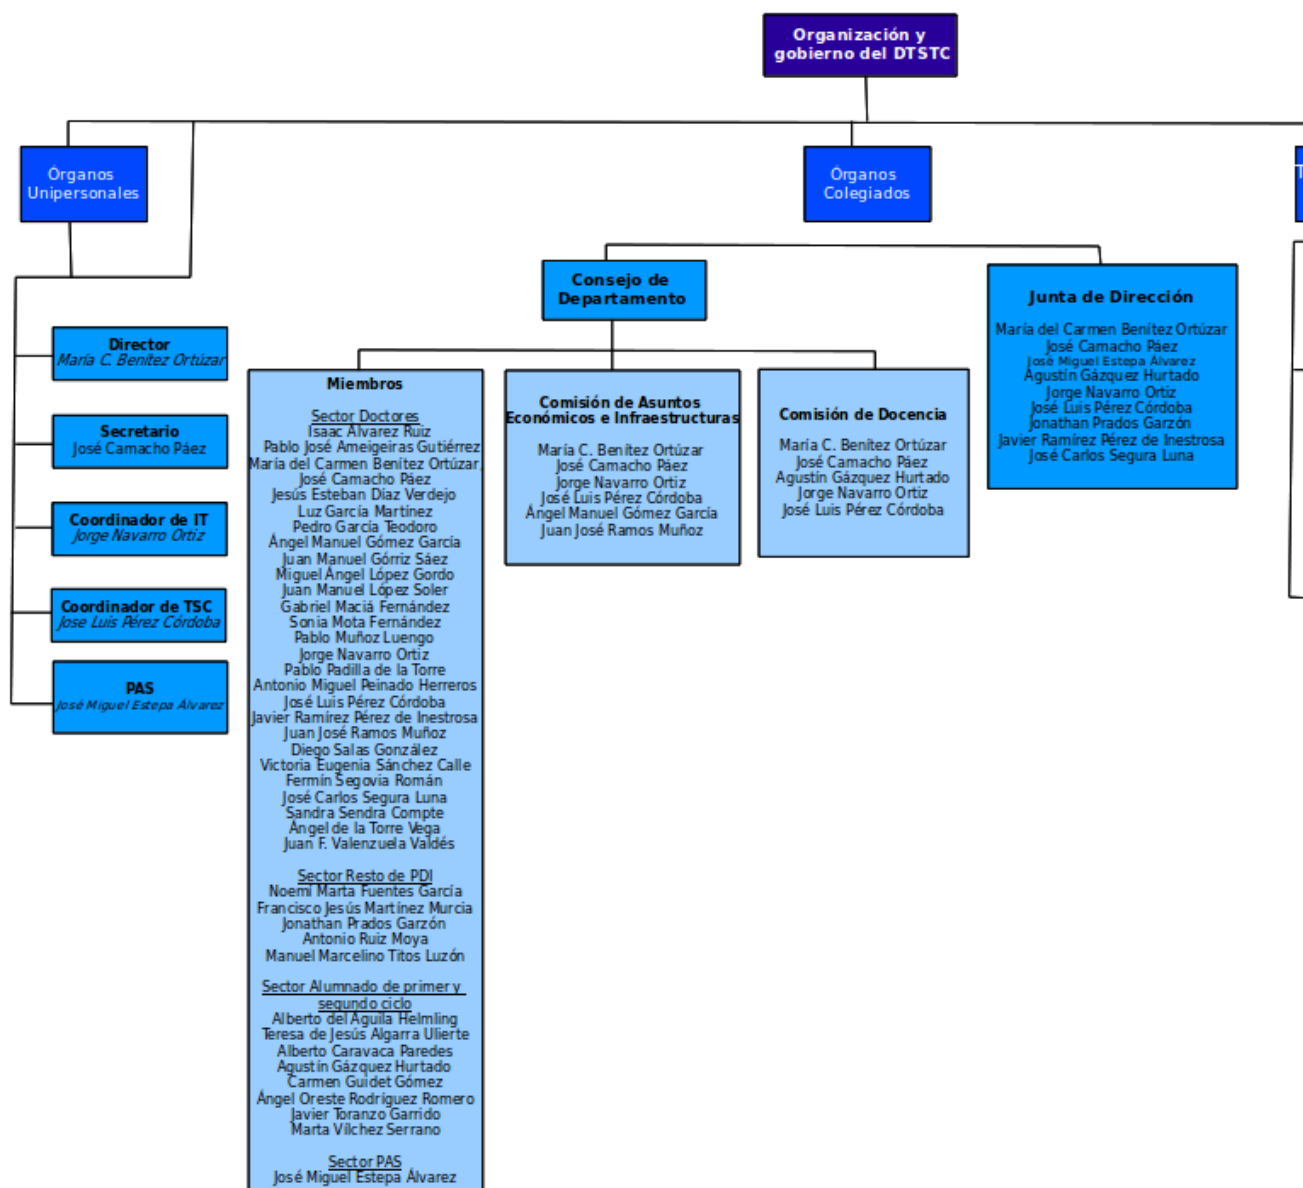 Organización y
gobierno del DTSTC
Órganos
Unipersonales
Órganos
Colegiados
T
Director
María C. Benítez Ortúzar
Secretario
José Camacho Páez
Coordinador de IT
Jorge Navarro Ortiz
Coordinador de TSC
Jose Luis Pérez Córdoba
PAS
José Miguel Estepa Álvarez
Consejo de
Departamento
Miembros
Sector Doctores
Isaac Álvarez Ruiz
Pablo José Ameigeiras Gutiérrez
María del Carmen Benítez Ortúzar,
José Camacho Páez
Jesús Esteban Díaz Verdejo
Luz García Martínez
Pedro García Teodoro
Ángel Manuel Gómez García
Juan Manuel Górriz Sáez
Miguel Ángel López Gordo
Juan Manuel López Soler
Gabriel Maciá Fernández
Sonia Mota Fernández
Pablo Muñoz Luengo
Jorge Navarro Ortiz
Pablo Padilla de la Torre
Antonio Miguel Peinado Herreros
José Luis Pérez Córdoba
Javier Ramírez Pérez de Inestrosa
Juan José Ramos Muñoz
Diego Salas González
Victoria Eugenia Sánchez Calle
Fermín Segovia Román
José Carlos Segura Luna
Sandra Sendra Compte
Ángel de la Torre Vega
Juan F. Valenzuela Valdés
Sector Resto de PDI
Noemí Marta Fuentes García
Francisco Jesús Martínez Murcia
Jonathan Prados Garzón
Antonio Ruiz Moya
Manuel Marcelino Titos Luzón
Sector Alumnado de primer y
segundo ciclo
Alberto del Águila Helmling
Teresa de Jesús Algarra Ulierte
Alberto Caravaca Paredes
Agustín Gázquez Hurtado
Carmen Guidet Gómez
Ángel Oreste Rodríguez Romero
Javier Toranzo Garrido
Marta Vílchez Serrano
Sector PAS
José Miguel Estepa Álvarez
Comisión de Asuntos
Económicos e Infraestructuras
María C. Benítez Ortúzar
José Camacho Páez
Jorge Navarro Ortiz
José Luis Pérez Córdoba
Ángel Manuel Gómez García
Juan José Ramos Muñoz
Comisión de Docencia
María C. Benítez Ortúzar
José Camacho Páez
Agustín Gázquez Hurtado
Jorge Navarro Ortiz
José Luis Pérez Córdoba
Junta de Dirección
María del Carmen Benítez Ortúzar
José Camacho Páez
José Miguel Estepa Álvarez
Agustín Gázquez Hurtado
Jorge Navarro Ortiz
José Luis Pérez Córdoba
Jonathan Prados Garzón
Javier Ramírez Pérez de Inestrosa
José Carlos Segura Luna